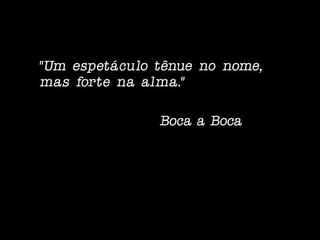 "Um espetáculo tênue no nome,
mas forte na alma."
Boca a Boca